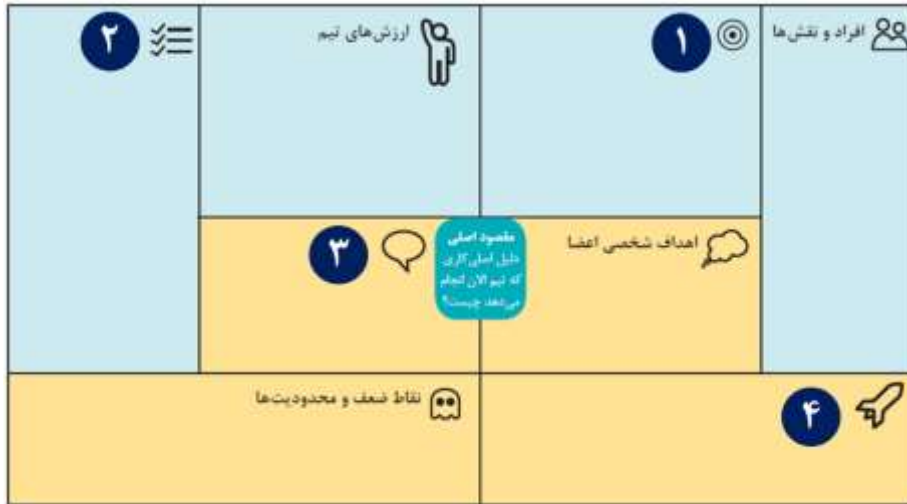 افراد و نقش‌ها
۱
ارزش‌های تیم
۲
اهداف شخصی اعضا
مقصود اصلی
دلیل اصلی کاری
که تیم الان انجام
می‌دهد چیست؟
۳
۴
نقاط ضعف و محدودیت‌ها